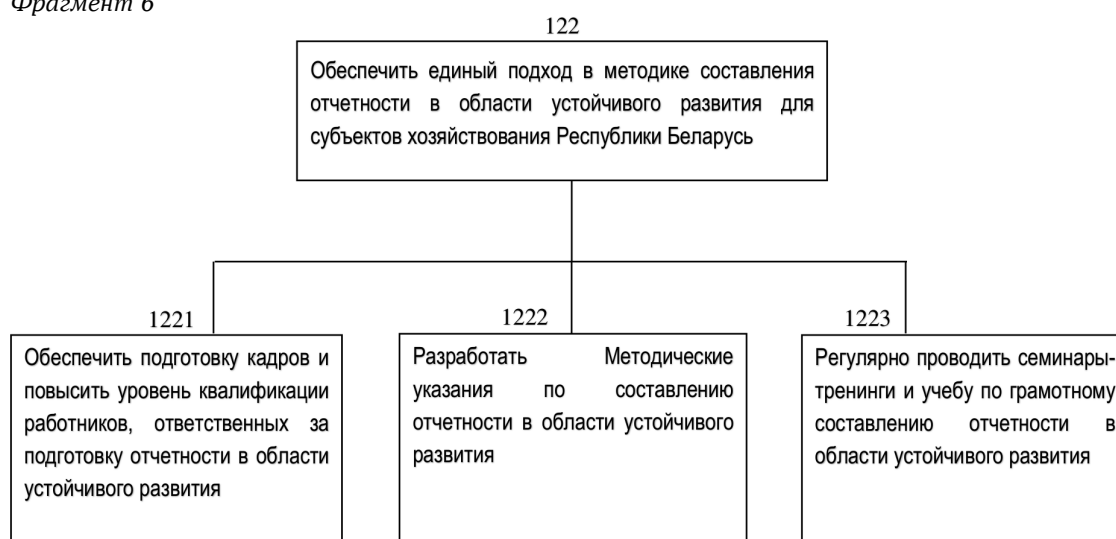 Фрагмент 6
122
Обеспечить единый подход в методике составления
отчетности в области устойчивого развития для
субъектов хозяйствования Республики Беларусь
1221
Обеспечить подготовку кадров и
повысить уровень квалификации
работников, ответственных за
подготовку отчетности в области
устойчивого развития
1222
Разработать Методические
указания по составлению
отчетности в области устойчивого
развития
1223
Регулярно проводить семинары-
тренинги и учебу по грамотному
составлению отчетности в
области устойчивого развития